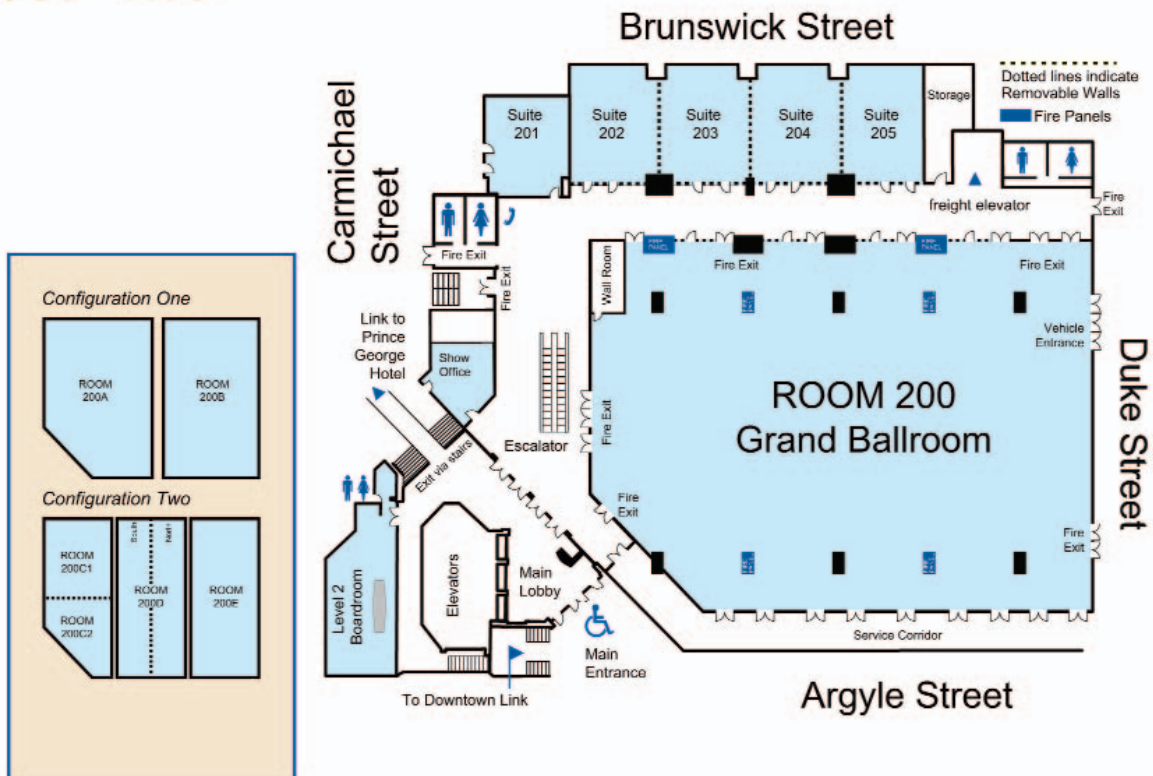 Brunswick Street
Dotted lines indicate
Removable Walls
Fire Panels
Carmichael
Street
Suite
201
Suite
202
Suite
203
Suite
204
Suite
205
Storage
freight elevator
Fire
Exit
Fire Exit
Fire Exit
Wall Room
Fire Exit
Fire Exit
Link to
Prince
George
Hotel
Show
Office
Vehicle
Entrance
Duke Street
ROOM 200
Grand Ballroom
Escalator
Fire Exit
Exit via stairs
Fire
Exit
Fire
Exit
Level 2
Boardroom
Elevators
Main
Lobby
Service Corridor
Main
Entrance
To Downtown Link
Argyle Street
Configuration One
ROOM
200A
ROOM
200B
Configuration Two
ROOM
200C1
ROOM
200C2
South
North
ROOM
200D
ROOM
200E